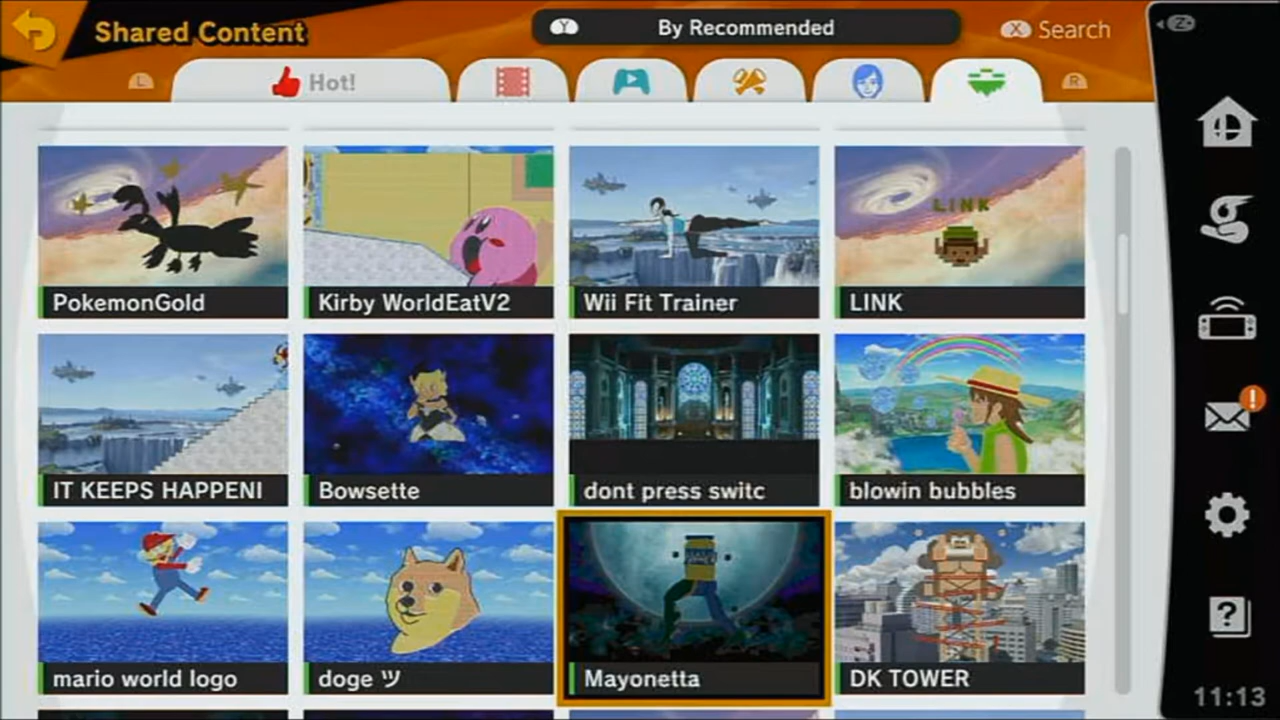 Shared Content
Y
By Recommended
X Search
L
Hot!
R
ZR
PokemonGold
Kirby WorldEatV2
Wii Fit Trainer
LINK
LINK
IT KEEPS HAPPENI
Bowsette
dont press switc
blowin bubbles
mario world logo
doge ツ
Mayonetta
DK TOWER
!
?
11:13